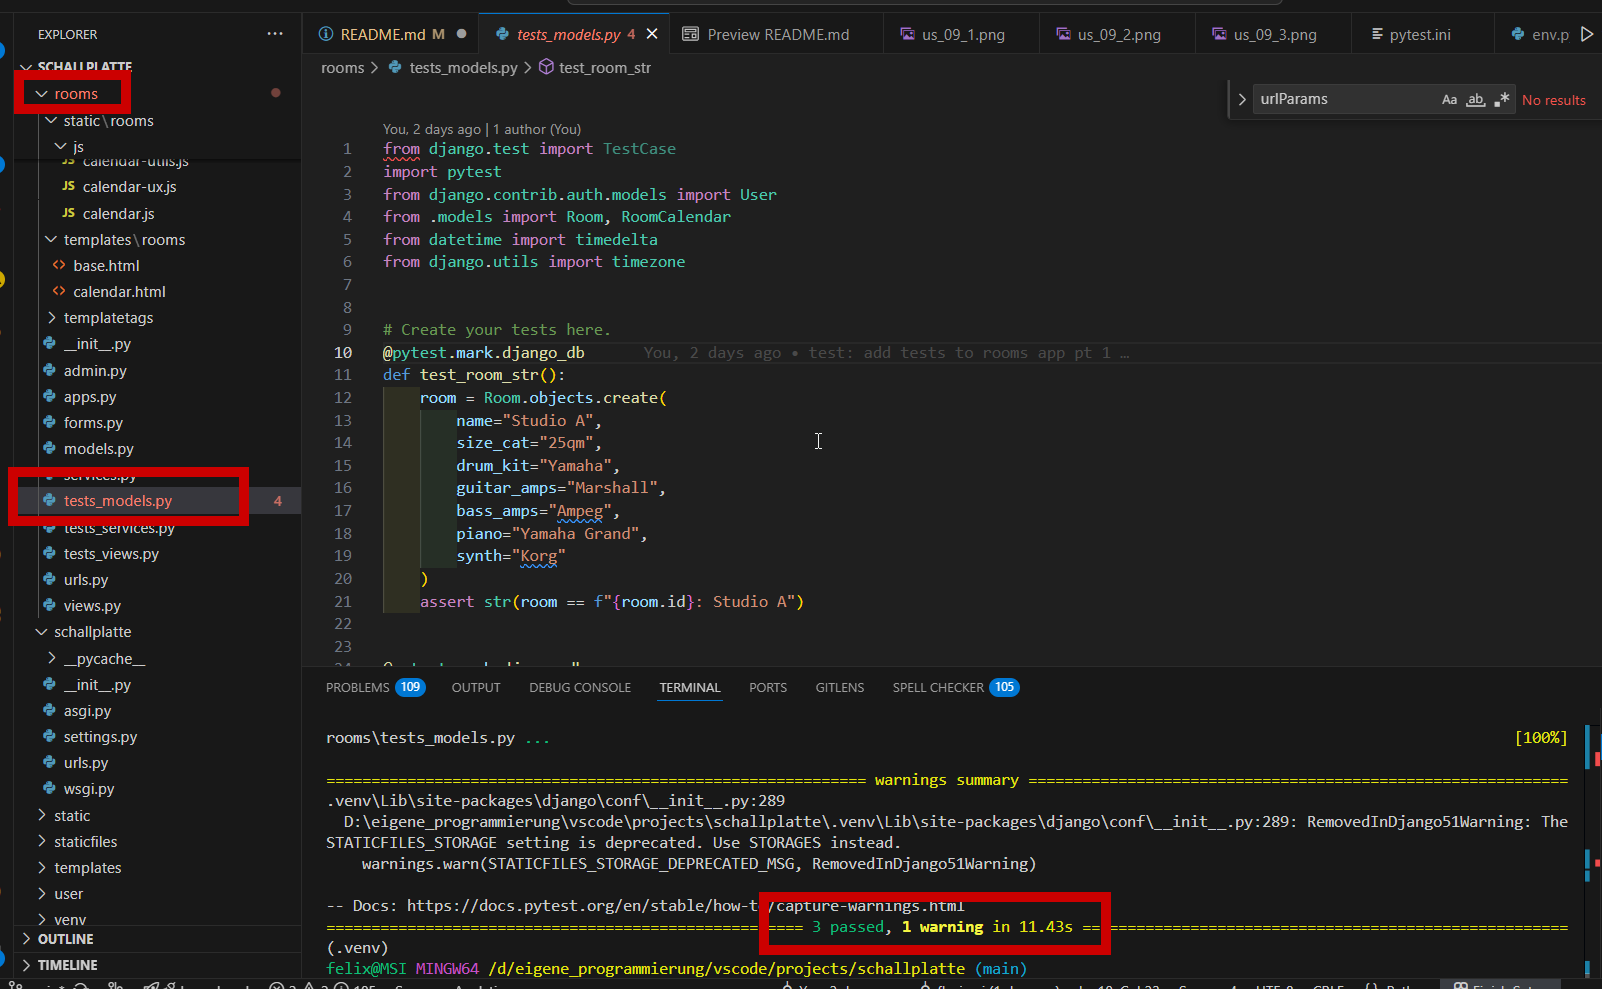 EXPLORER
SCHALLPLATTE
rooms
static\rooms
js
calendar-utils.js
calendar-ux.js
calendar.js
templates\rooms
base.html
calendar.html
templatetags
__init__.py
admin.py
apps.py
forms.py
models.py
services.py
tests_models.py 4
tests_services.py
tests_views.py
urls.py
views.py
schallplatte
__pycache__
__init__.py
asgi.py
settings.py
urls.py
wsgi.py
static
staticfiles
templates
user
venv
OUTLINE
TIMELINE
README.md M
tests_models.py 4
Preview README.md
us_09_1.png
us_09_2.png
us_09_3.png
pytest.ini
env.p
rooms > tests_models.py > test_room_str
urlParams Aa ab No results
You, 2 days ago | 1 author (You)
1 from django.test import TestCase
2 import pytest
3 from django.contrib.auth.models import User
4 from .models import Room, RoomCalendar
5 from datetime import timedelta
6 from django.utils import timezone
7
8
9 # Create your tests here.
10 @pytest.mark.django_db You, 2 days ago • test: add tests to rooms app pt 1 …
11 def test_room_str():
12 room = Room.objects.create(
13 name="Studio A",
14 size_cat="25qm",
15 drum_kit="Yamaha",
16 guitar_amps="Marshall",
17 bass_amps="Ampeg",
18 piano="Yamaha Grand",
19 synth="Korg"
20 )
21 assert str(room == f"{room.id}: Studio A")
22
23
PROBLEMS 109 OUTPUT DEBUG CONSOLE TERMINAL PORTS GITLENS SPELL CHECKER 105
rooms\tests_models.py ... [100%]
warnings summary
.venv\Lib\site-packages\django\conf\__init__.py:289
D:\eigene_programmierung\vscode\projects\schallplatte\.venv\Lib\site-packages\django\conf\__init__.py:289: RemovedInDjango51Warning: The
STATICFILES_STORAGE setting is deprecated. Use STORAGES instead.
warnings.warn(STATICFILES_STORAGE_DEPRECATED_MSG, RemovedInDjango51Warning)
-- Docs: https://docs.pytest.org/en/stable/how-to/capture-warnings.html
3 passed, 1 warning in 11.43s
(.venv)
felix@MSI MINGW64 /d/eigene_programmierung/vscode/projects/schallplatte (main)